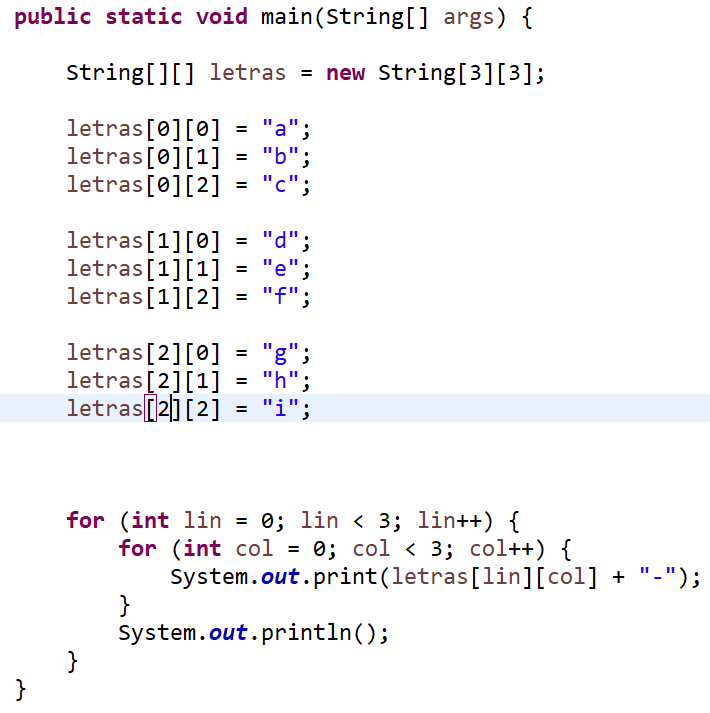 public static void main(String[] args) {
String[][] letras = new String[3][3];
letras[0][0] = "a";
letras[0][1] = "b";
letras[0][2] = "c";
letras[1][0] = "d";
letras[1][1] = "e";
letras[1][2] = "f";
letras[2][0] = "g";
letras[2][1] = "h";
letras[2][2] = "i";
for (int lin = 0; lin < 3; lin++) {
for (int col = 0; col < 3; col++) {
System.out.print(letras[lin][col] + "-");
}
System.out.println();
}
}